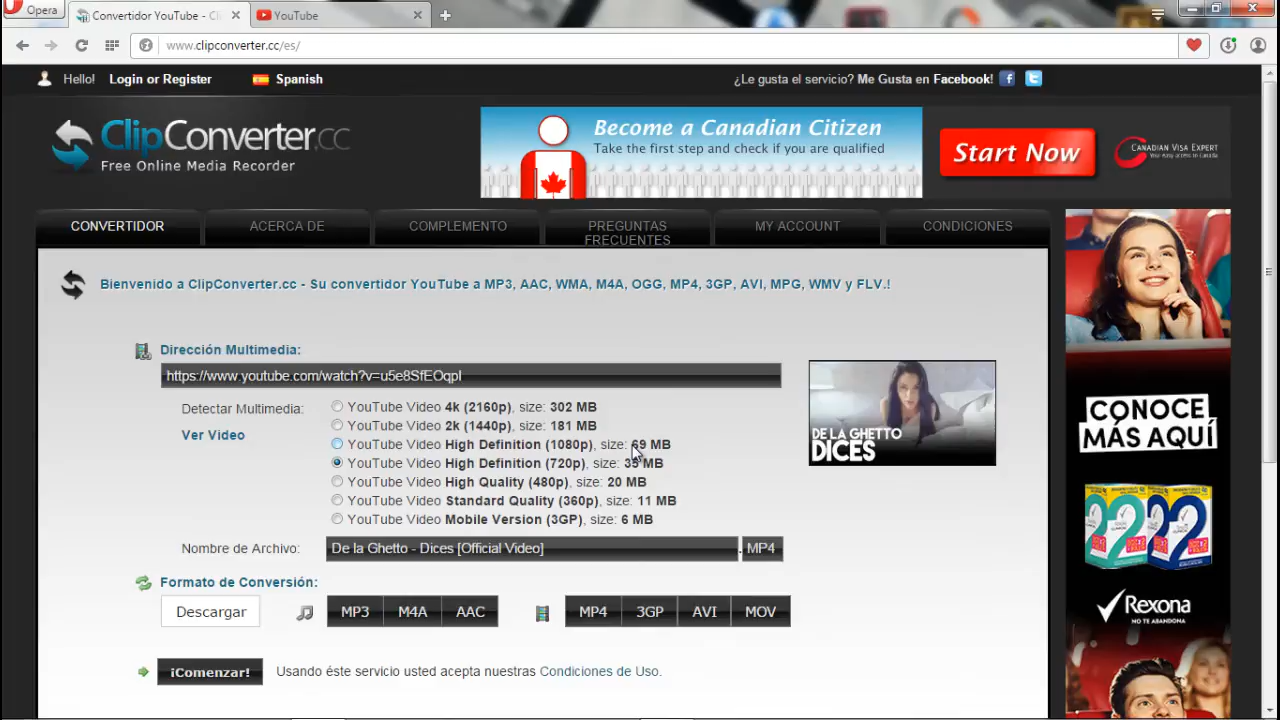 Opera
Convertidor YouTube - Cli
YouTube
www.clipconverter.cc/es/
Hello! Login or Register
Spanish
¿Le gusta el servicio? Me Gusta en Facebook!
ClipConverter.cc
Free Online Media Recorder
Become a Canadian Citizen
Take the first step and check if you are qualified
Start Now
CANADIAN VISA EXPERT
CONVERTIDOR
ACERCA DE
COMPLEMENTO
PREGUNTAS
FRECUENTES
MY ACCOUNT
CONDICIONES
Bienvenido a ClipConverter.cc - Su convertidor YouTube a MP3, AAC, WMA, M4A, OGG, MP4, 3GP, AVI, MPG, WMV y FLV.!
Dirección Multimedia:
https://www.youtube.com/watch?v=u5e8SfEOqpI
Detectar Multimedia:
Ver Video
YouTube Video 4k (2160p), size: 302 MB
YouTube Video 2k (1440p), size: 181 MB
YouTube Video High Definition (1080p), size: 69 MB
YouTube Video High Definition (720p), size: 35 MB
YouTube Video High Quality (480p), size: 20 MB
YouTube Video Standard Quality (360p), size: 11 MB
YouTube Video Mobile Version (3GP), size: 6 MB
DE LA GHETTO
DICES
Nombre de Archivo:
De la Ghetto - Dices [Official Video]
. MP4
Formato de Conversión:
Descargar
MP3 M4A AAC
MP4 3GP AVI MOV
¡Comenzar!
Usando éste servicio usted acepta nuestras Condiciones de Uso.
CONOCE
MÁS AQUÍ
Rexona
NO TE ABANDONA